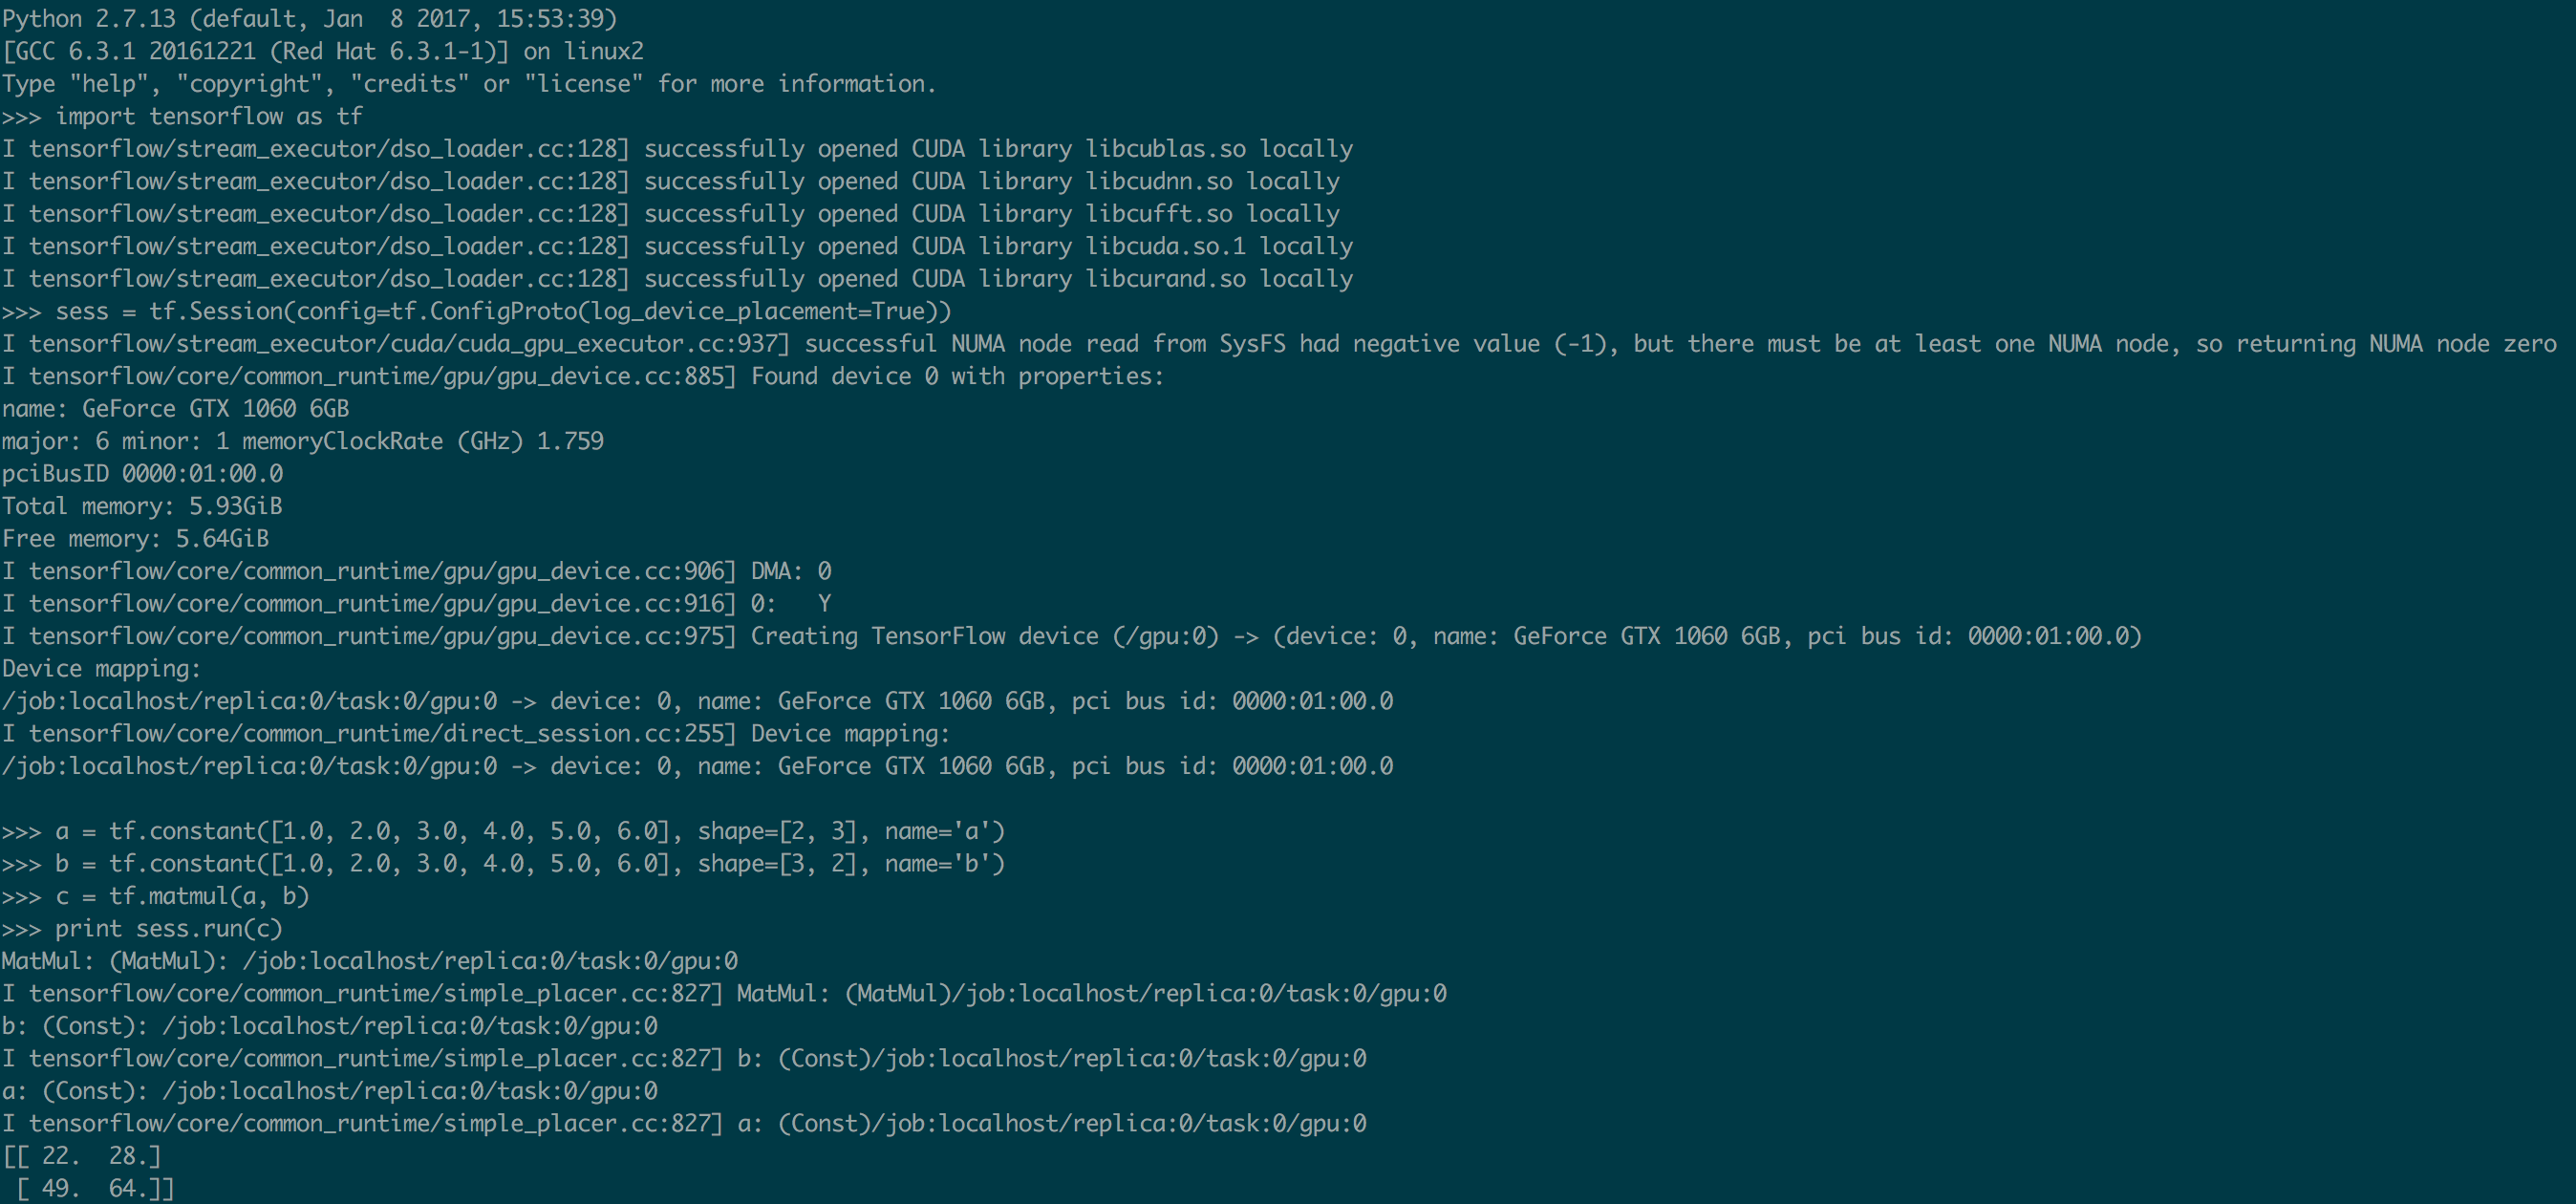 Python 2.7.13 (default, Jan  8 2017, 15:53:39)
[GCC 6.3.1 20161221 (Red Hat 6.3.1-1)] on linux2
Type "help", "copyright", "credits" or "license" for more information.
>>> import tensorflow as tf
I tensorflow/stream_executor/dso_loader.cc:128] successfully opened CUDA library libcublas.so locally
I tensorflow/stream_executor/dso_loader.cc:128] successfully opened CUDA library libcudnn.so locally
I tensorflow/stream_executor/dso_loader.cc:128] successfully opened CUDA library libcufft.so locally
I tensorflow/stream_executor/dso_loader.cc:128] successfully opened CUDA library libcuda.so.1 locally
I tensorflow/stream_executor/dso_loader.cc:128] successfully opened CUDA library libcurand.so locally
>>> sess = tf.Session(config=tf.ConfigProto(log_device_placement=True))
I tensorflow/stream_executor/cuda/cuda_gpu_executor.cc:937] successful NUMA node read from SysFS had negative value (-1), but there must be at least one NUMA node, so returning NUMA node zero
I tensorflow/core/common_runtime/gpu/gpu_device.cc:885] Found device 0 with properties:
name: GeForce GTX 1060 6GB
major: 6 minor: 1 memoryClockRate (GHz) 1.759
pciBusID 0000:01:00.0
Total memory: 5.93GiB
Free memory: 5.64GiB
I tensorflow/core/common_runtime/gpu/gpu_device.cc:906] DMA: 0
I tensorflow/core/common_runtime/gpu/gpu_device.cc:916] 0:   Y
I tensorflow/core/common_runtime/gpu/gpu_device.cc:975] Creating TensorFlow device (/gpu:0) -> (device: 0, name: GeForce GTX 1060 6GB, pci bus id: 0000:01:00.0)
Device mapping:
/job:localhost/replica:0/task:0/gpu:0 -> device: 0, name: GeForce GTX 1060 6GB, pci bus id: 0000:01:00.0
I tensorflow/core/common_runtime/direct_session.cc:255] Device mapping:
/job:localhost/replica:0/task:0/gpu:0 -> device: 0, name: GeForce GTX 1060 6GB, pci bus id: 0000:01:00.0
>>> a = tf.constant([1.0, 2.0, 3.0, 4.0, 5.0, 6.0], shape=[2, 3], name='a')
>>> b = tf.constant([1.0, 2.0, 3.0, 4.0, 5.0, 6.0], shape=[3, 2], name='b')
>>> c = tf.matmul(a, b)
>>> print sess.run(c)
MatMul: (MatMul): /job:localhost/replica:0/task:0/gpu:0
I tensorflow/core/common_runtime/simple_placer.cc:827] MatMul: (MatMul)/job:localhost/replica:0/task:0/gpu:0
b: (Const): /job:localhost/replica:0/task:0/gpu:0
I tensorflow/core/common_runtime/simple_placer.cc:827] b: (Const)/job:localhost/replica:0/task:0/gpu:0
a: (Const): /job:localhost/replica:0/task:0/gpu:0
I tensorflow/core/common_runtime/simple_placer.cc:827] a: (Const)/job:localhost/replica:0/task:0/gpu:0
[[ 22.  28.]
 [ 49.  64.]]